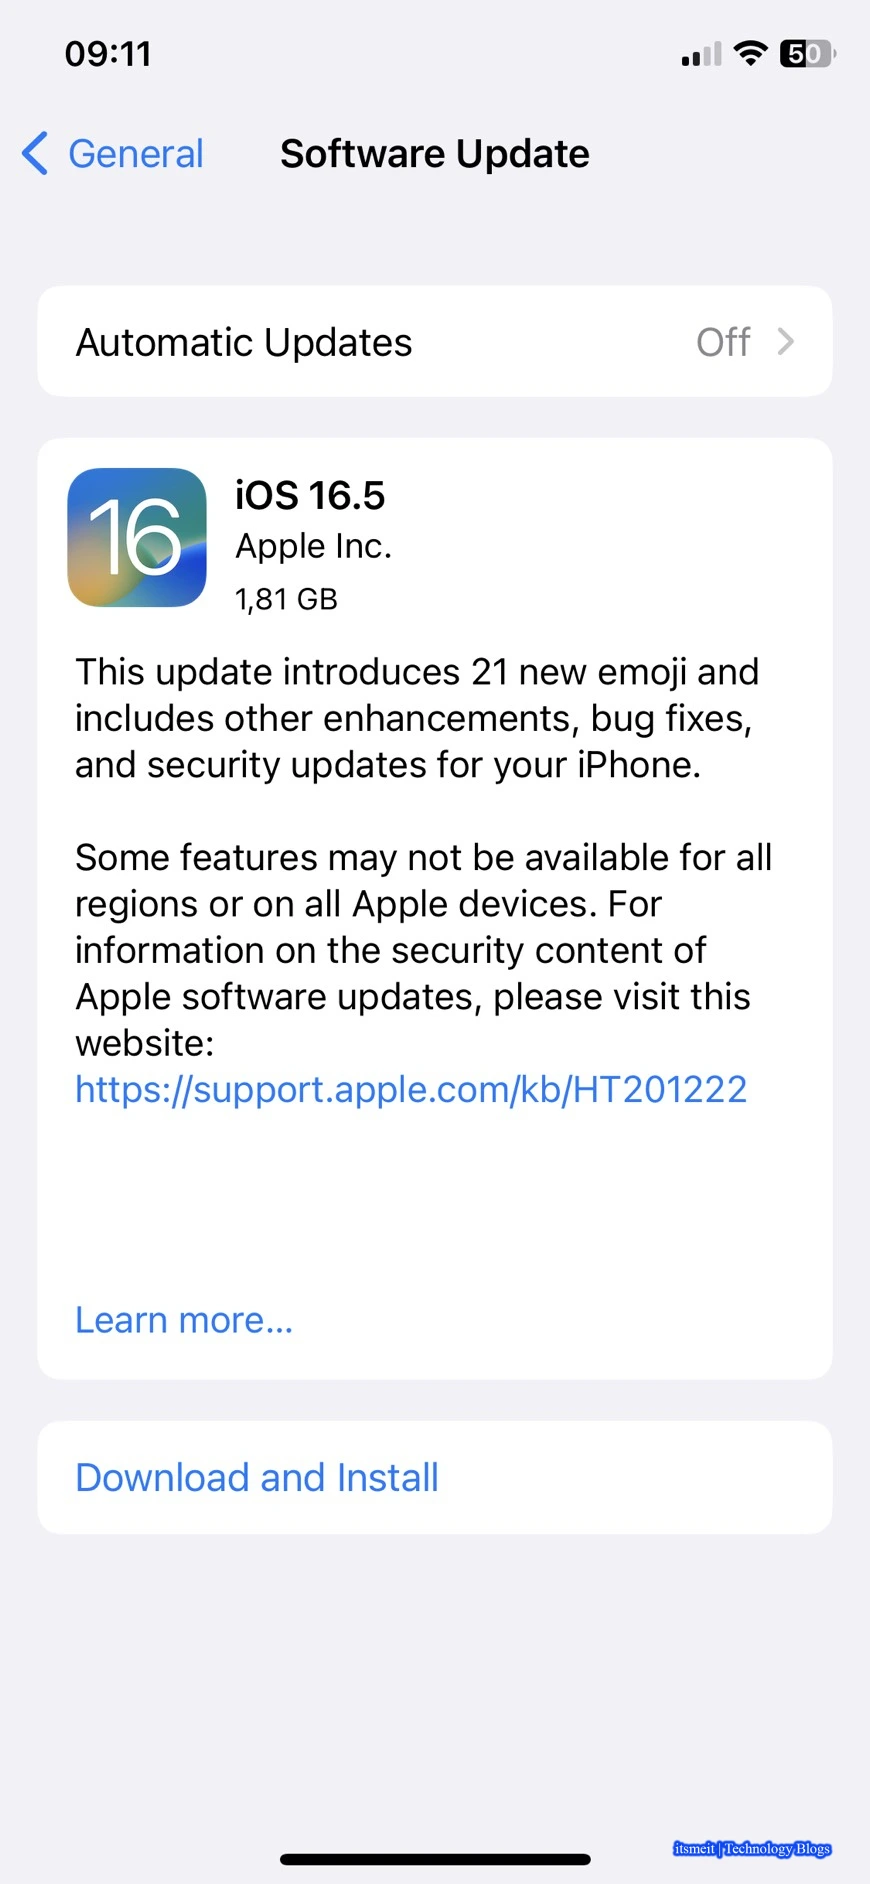 09:11
50
General
Software Update
Automatic Updates
Off
16
iOS 16.5
Apple Inc.
1,81 GB
This update introduces 21 new emoji and
includes other enhancements, bug fixes,
and security updates for your iPhone.
Some features may not be available for all
regions or on all Apple devices. For
information on the security content of
Apple software updates, please visit this
website:
https://support.apple.com/kb/HT201222
Learn more...
Download and Install
itsmeit | Technology Blogs